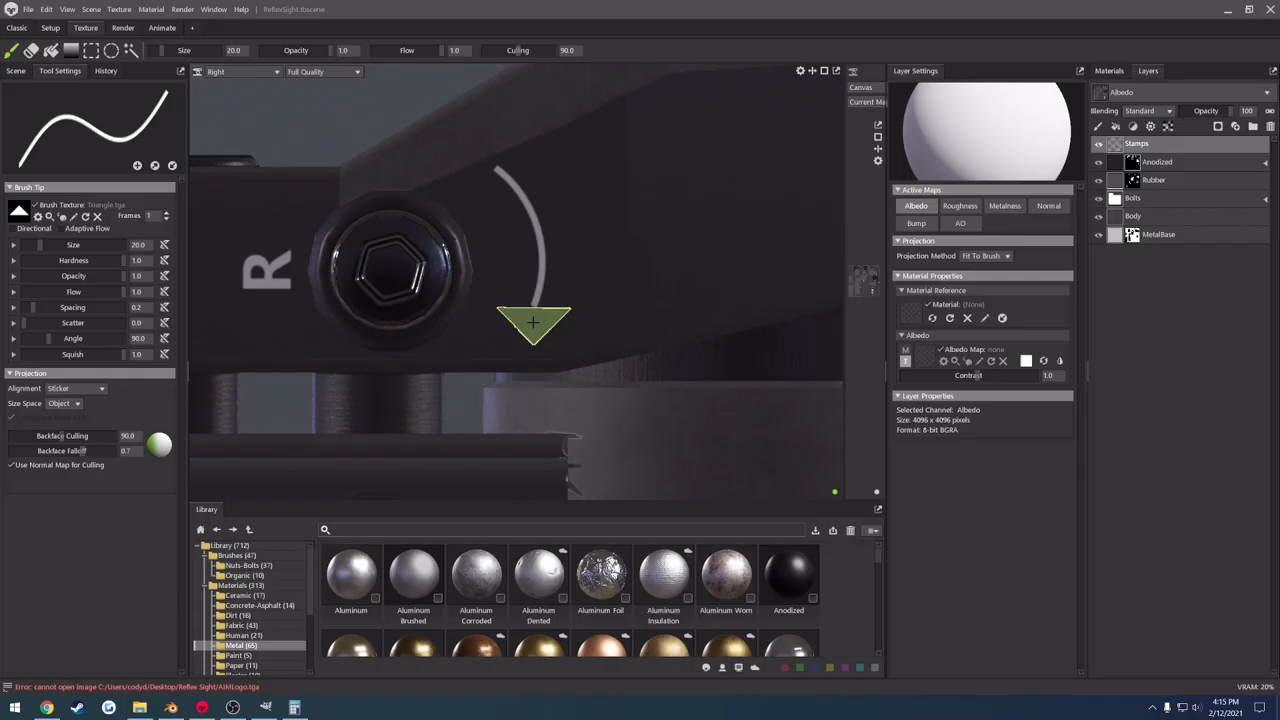 File Edit View Scene Texture Material Render Window Help ReflexSight.tbscene
Classic Setup Texture Render Animate +
Size 20.0 Opacity 1.0 Flow 1.0 Culling 90.0
Scene Tool Settings History
Right Full Quality
Canvas
Layer Settings
Materials Layers
Albedo
Blending Standard Opacity 100
Stamps
Anodized
Rubber
Bolts
Body
MetalBase
Brush Tip
Brush Texture: Triangle.tga
Frames 1
Directional Adaptive Flow
Size 20.0
Hardness 1.0
Opacity 1.0
Flow 1.0
Spacing 0.2
Scatter 0.0
Angle 90.0
Squish 1.0
Projection
Alignment Sticker
Size Space Object
Backface Culling 90.0
Backface Falloff 0.7
Use Normal Map for Culling
R
Active Maps
Albedo Roughness Metalness Normal
Bump AO
Projection
Projection Method Fit To Brush
Material Properties
Material Reference
Material: (None)
Albedo
M
T
Albedo Map: none
Contrast 1.0
Layer Properties
Selected Channel: Albedo
Size: 4096 x 4096 pixels
Format: 8-bit BGRA
Library
Library (712)
Brushes (47)
Nuts-Bolts (37)
Organic (10)
Materials (313)
Ceramic (17)
Concrete-Asphalt (14)
Dirt (16)
Fabric (43)
Human (21)
Metal (65)
Paint (5)
Paper (11)
Aluminum
Aluminum Brushed
Aluminum Corroded
Aluminum Dented
Aluminum Foil
Aluminum Insulation
Aluminum Worn
Anodized
Error: cannot open image C:/Users/codyd/Desktop/Reflex Sight/AIMLogo.tga
VRAM: 20%
4:15 PM
2/12/2021